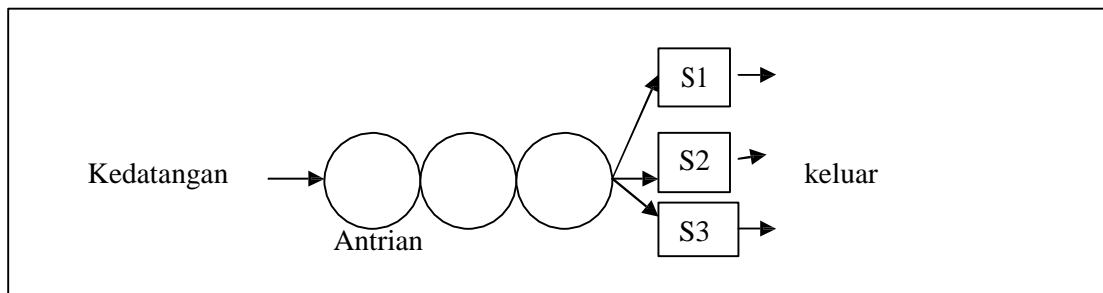 S1
S2
Kedatangan
keluar
Antrian
S3